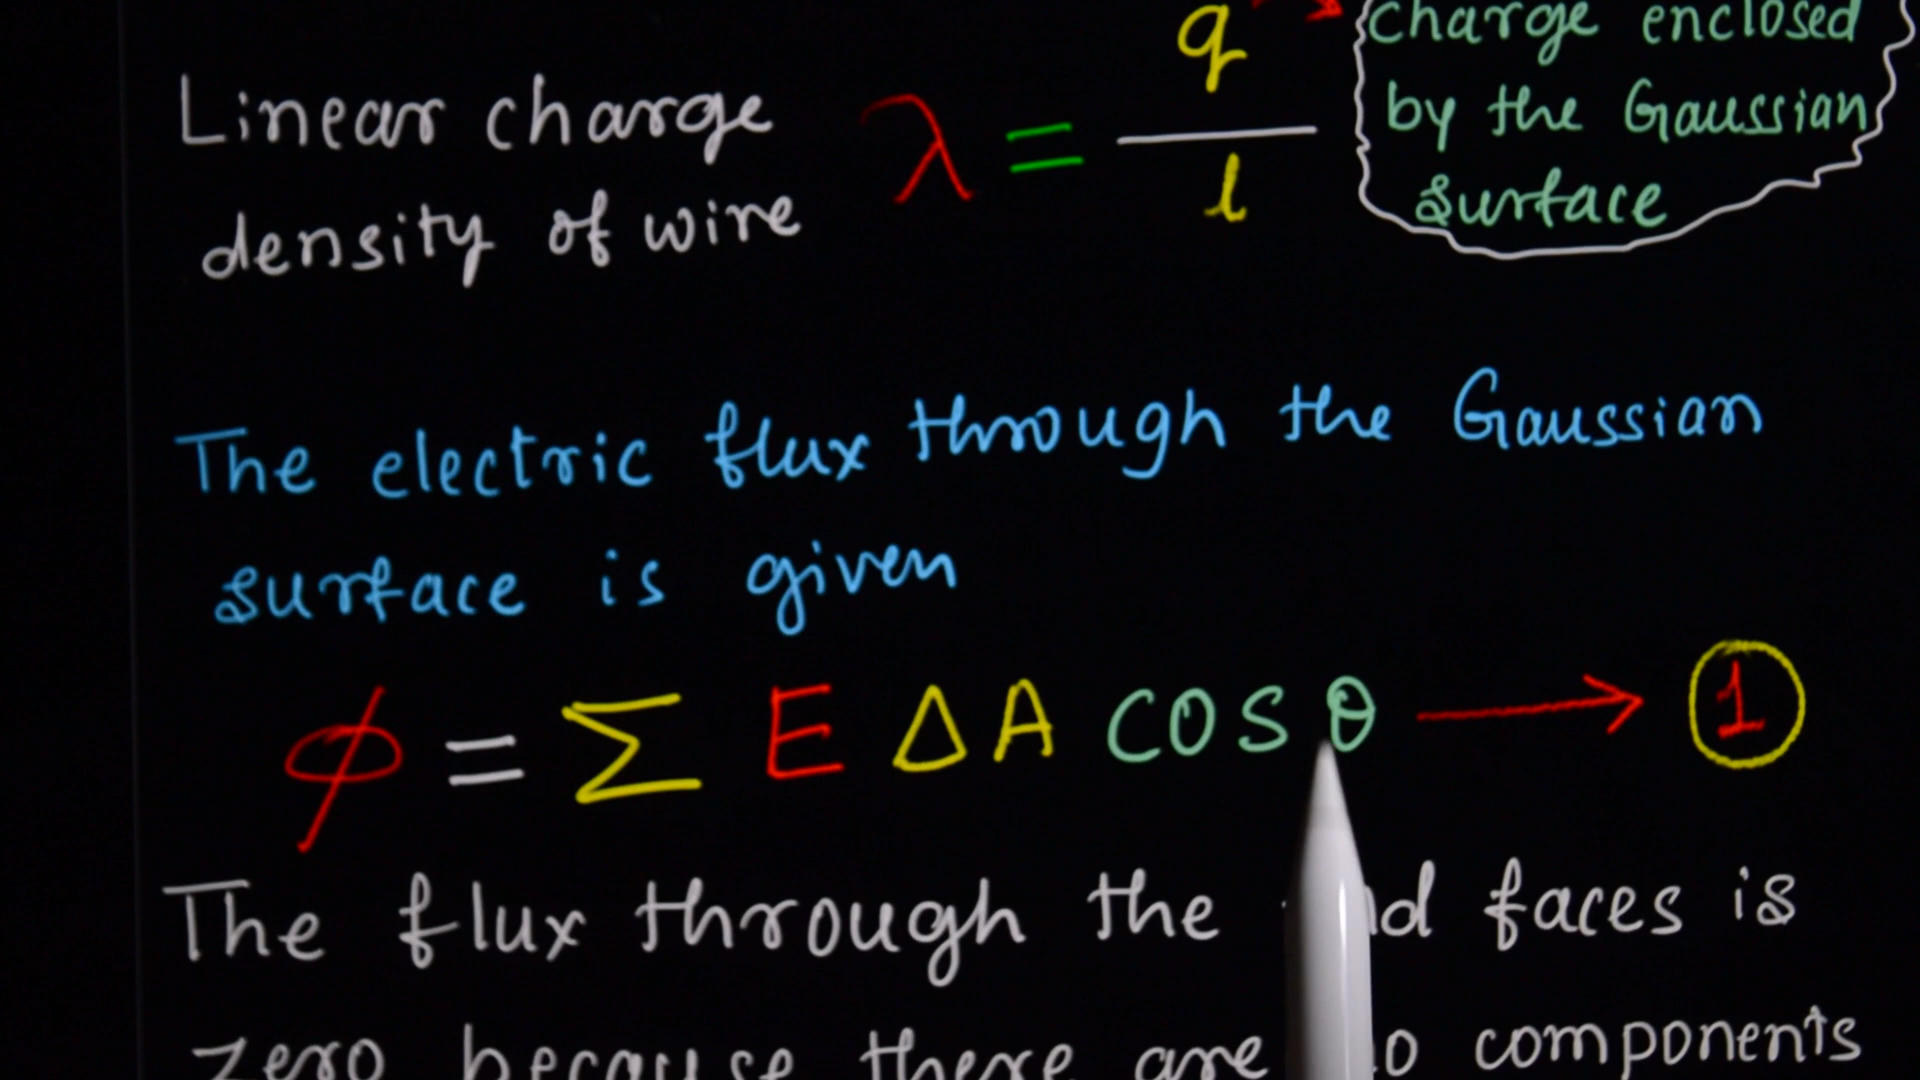 q charge enclosed
Linear charge λ = by the Gaussian
density of wire l surface
The electric flux through the Gaussian
surface is given
ϕ = Σ E Δ A cos θ → 1
The flux through the faces is
zero because there are components